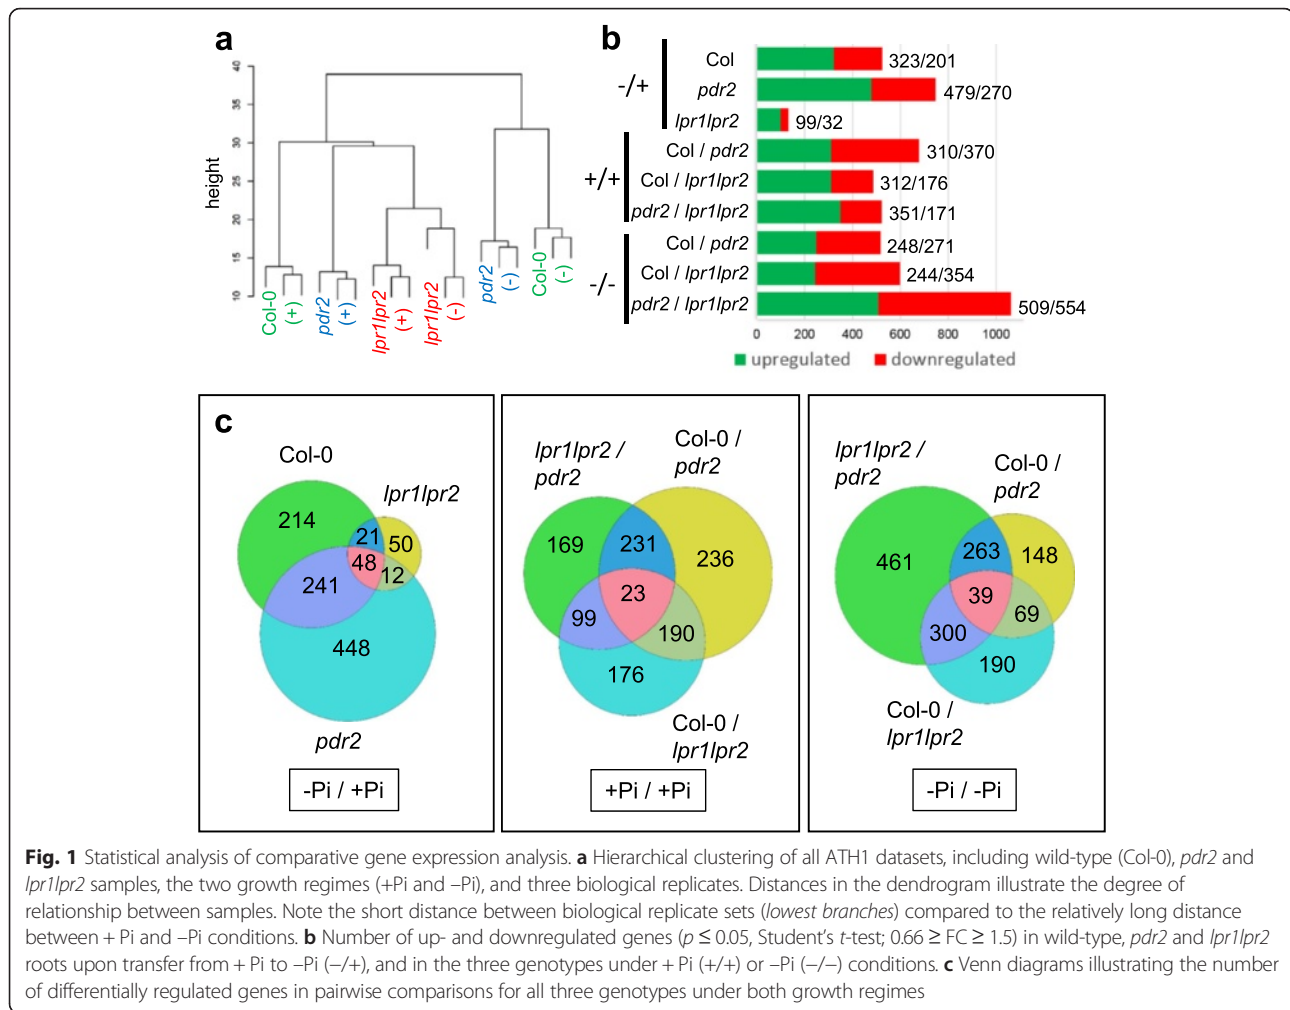 a
b
40
35
30
25
20
15
10
height
Col-0
(+)
pdr2
(+)
lpr1lpr2
(+)
lpr1lpr2
(-)
pdr2
(-)
Col-0
(-)
-/+
Col
323/201
pdr2
479/270
lpr1lpr2
99/32
+/+
Col / pdr2
310/370
Col / lpr1lpr2
312/176
pdr2 / lpr1lpr2
351/171
-/-
Col / pdr2
248/271
Col / lpr1lpr2
244/354
pdr2 / lpr1lpr2
509/554
0 200 400 600 800 1000
upregulated downregulated
c
Col-0
lpr1lpr2
214
21
50
48
12
241
448
pdr2
-Pi / +Pi
lpr1lpr2 /
pdr2
Col-0 /
pdr2
169
231
236
23
99
190
176
Col-0 /
lpr1lpr2
+Pi / +Pi
lpr1lpr2 /
pdr2
Col-0 /
pdr2
461
263
148
39
69
300
190
Col-0 /
lpr1lpr2
-Pi / -Pi
Fig. 1 Statistical analysis of comparative gene expression analysis. a Hierarchical clustering of all ATH1 datasets, including wild-type (Col-0), pdr2 and
lpr1lpr2 samples, the two growth regimes (+Pi and –Pi), and three biological replicates. Distances in the dendrogram illustrate the degree of
relationship between samples. Note the short distance between biological replicate sets (lowest branches) compared to the relatively long distance
between + Pi and –Pi conditions. b Number of up- and downregulated genes (p ≤ 0.05, Student's t-test; 0.66 ≥ FC ≥ 1.5) in wild-type, pdr2 and lpr1lpr2
roots upon transfer from + Pi to –Pi (−/+), and in the three genotypes under + Pi (+/+) or –Pi (−/−) conditions. c Venn diagrams illustrating the number
of differentially regulated genes in pairwise comparisons for all three genotypes under both growth regimes